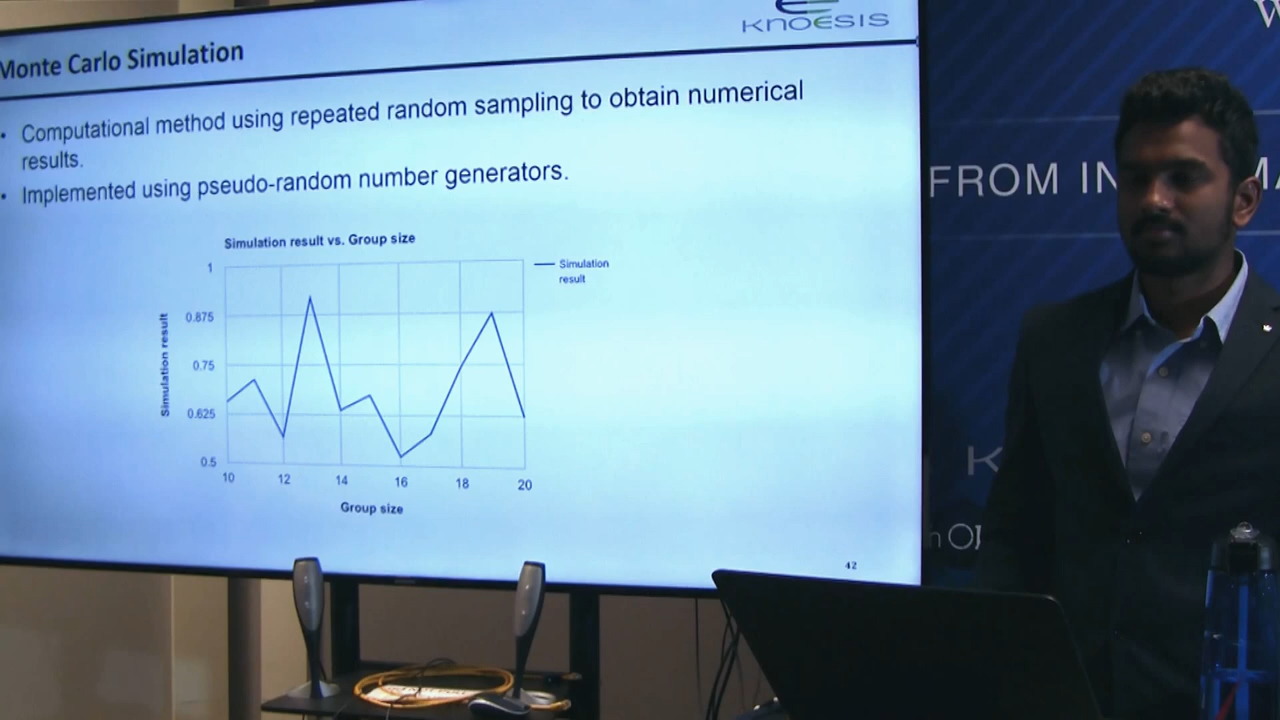 KNOESIS
Monte Carlo Simulation
• Computational method using repeated random sampling to obtain numerical
results.
• Implemented using pseudo-random number generators.
Simulation result vs. Group size
Simulation
result
Simulation result
1
0.875
0.75
0.625
0.5
10 12 14 16 18 20
Group size
42
W
FROM IN MA
K
n O